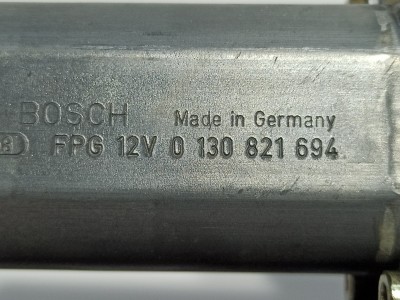 BOSCH Made in Germany
FPG 12V 0 130 821 694